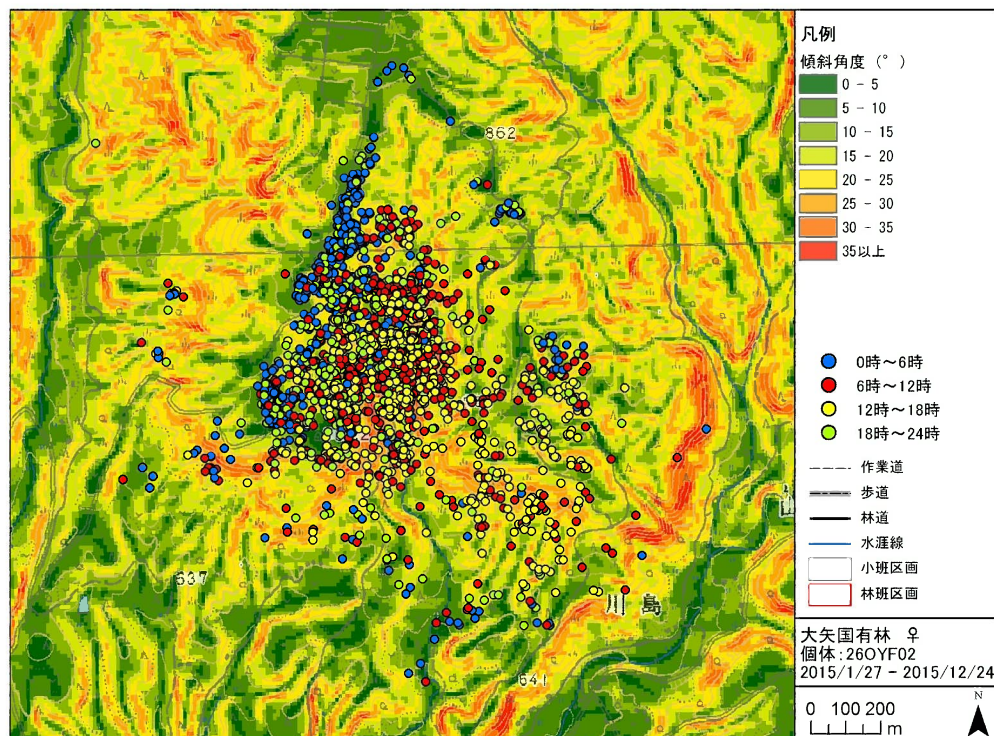 862
637
川島
641
凡例
傾斜角度 (°)
0 - 5
5 - 10
10 - 15
15 - 20
20 - 25
25 - 30
30 - 35
35以上
0時～6時
6時～12時
12時～18時
18時～24時
作業道
歩道
林道
水涯線
小班区画
林班区画
大矢国有林 ♀
個体:26OYF02
2015/1/27 - 2015/12/24
0 100 200
m
N